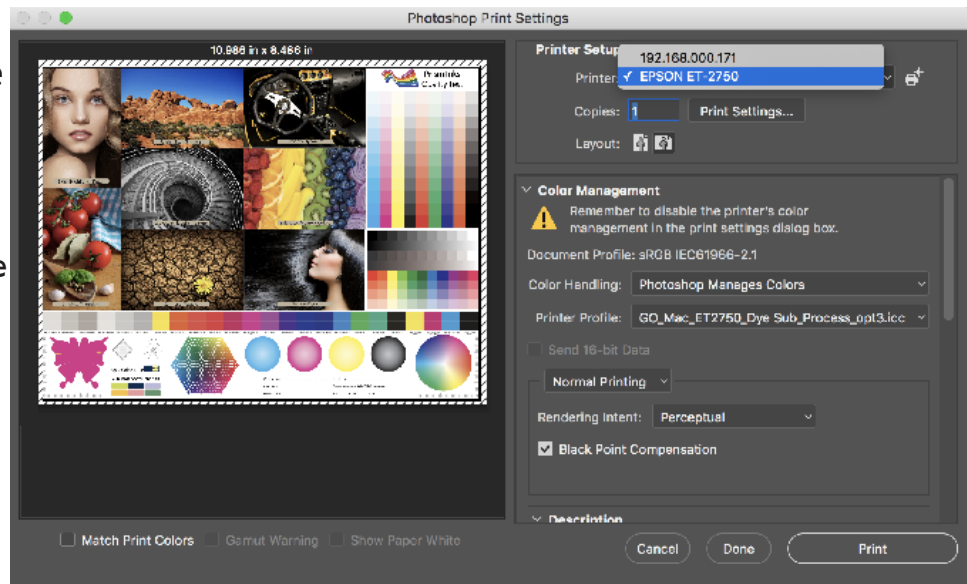 Photoshop Print Settings
10.986 in x 8.486 in
PrismInks
Quality Test
e
e
Printer Setup
192.168.000.171
Printer: ✓ EPSON ET-2750
Copies: 1 Print Settings...
Layout:
Color Management
Remember to disable the printer's color
management in the print settings dialog box.
Document Profile: sRGB IEC61966-2.1
Color Handling: Photoshop Manages Colors
Printer Profile: GO_Mac_ET2750_Dye Sub_Process_opt3.icc
Send 16-bit Data
Normal Printing
Rendering Intent: Perceptual
Black Point Compensation
Description
Match Print Colors Gamut Warning Show Paper White
Cancel Done Print